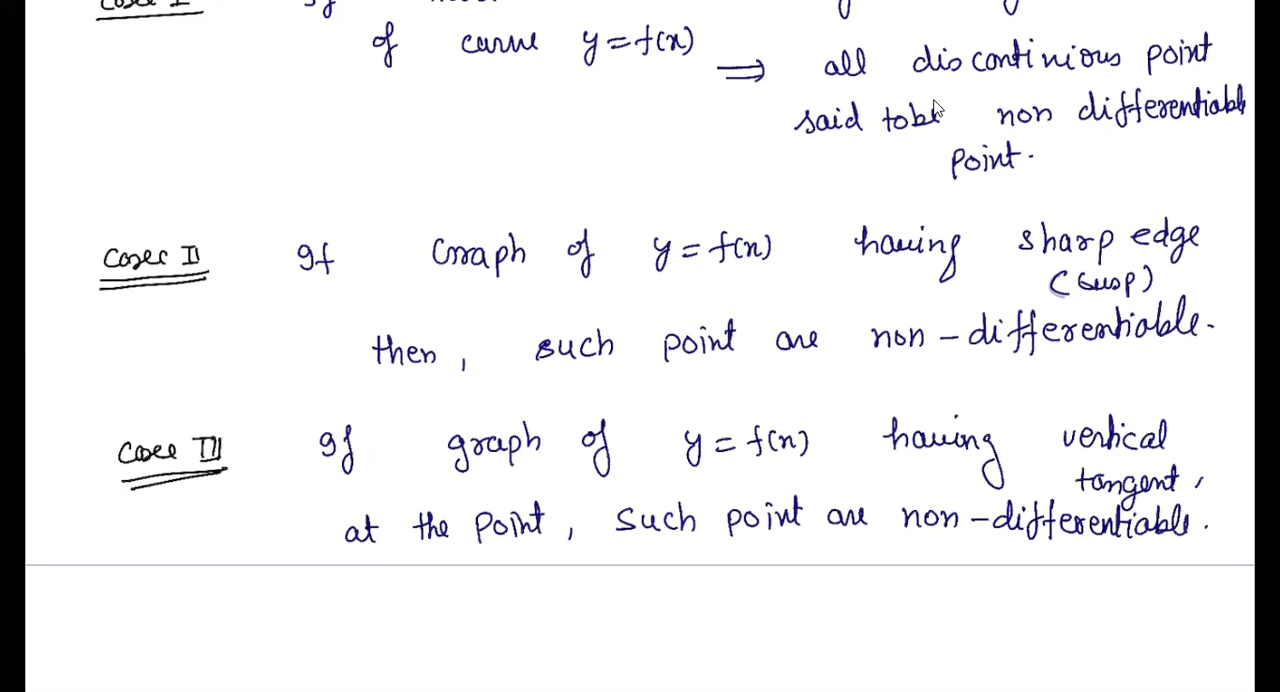 of curve y=f(x)
⟹ all discontinious point
said tobe non differentiable
point.
Case II If Graph of y=f(x) having sharp edge
(cusp)
then, such point are non-differentiable.
Case III If graph of y=f(x) having vertical
tangent,
at the point, such point are non-differentiable.